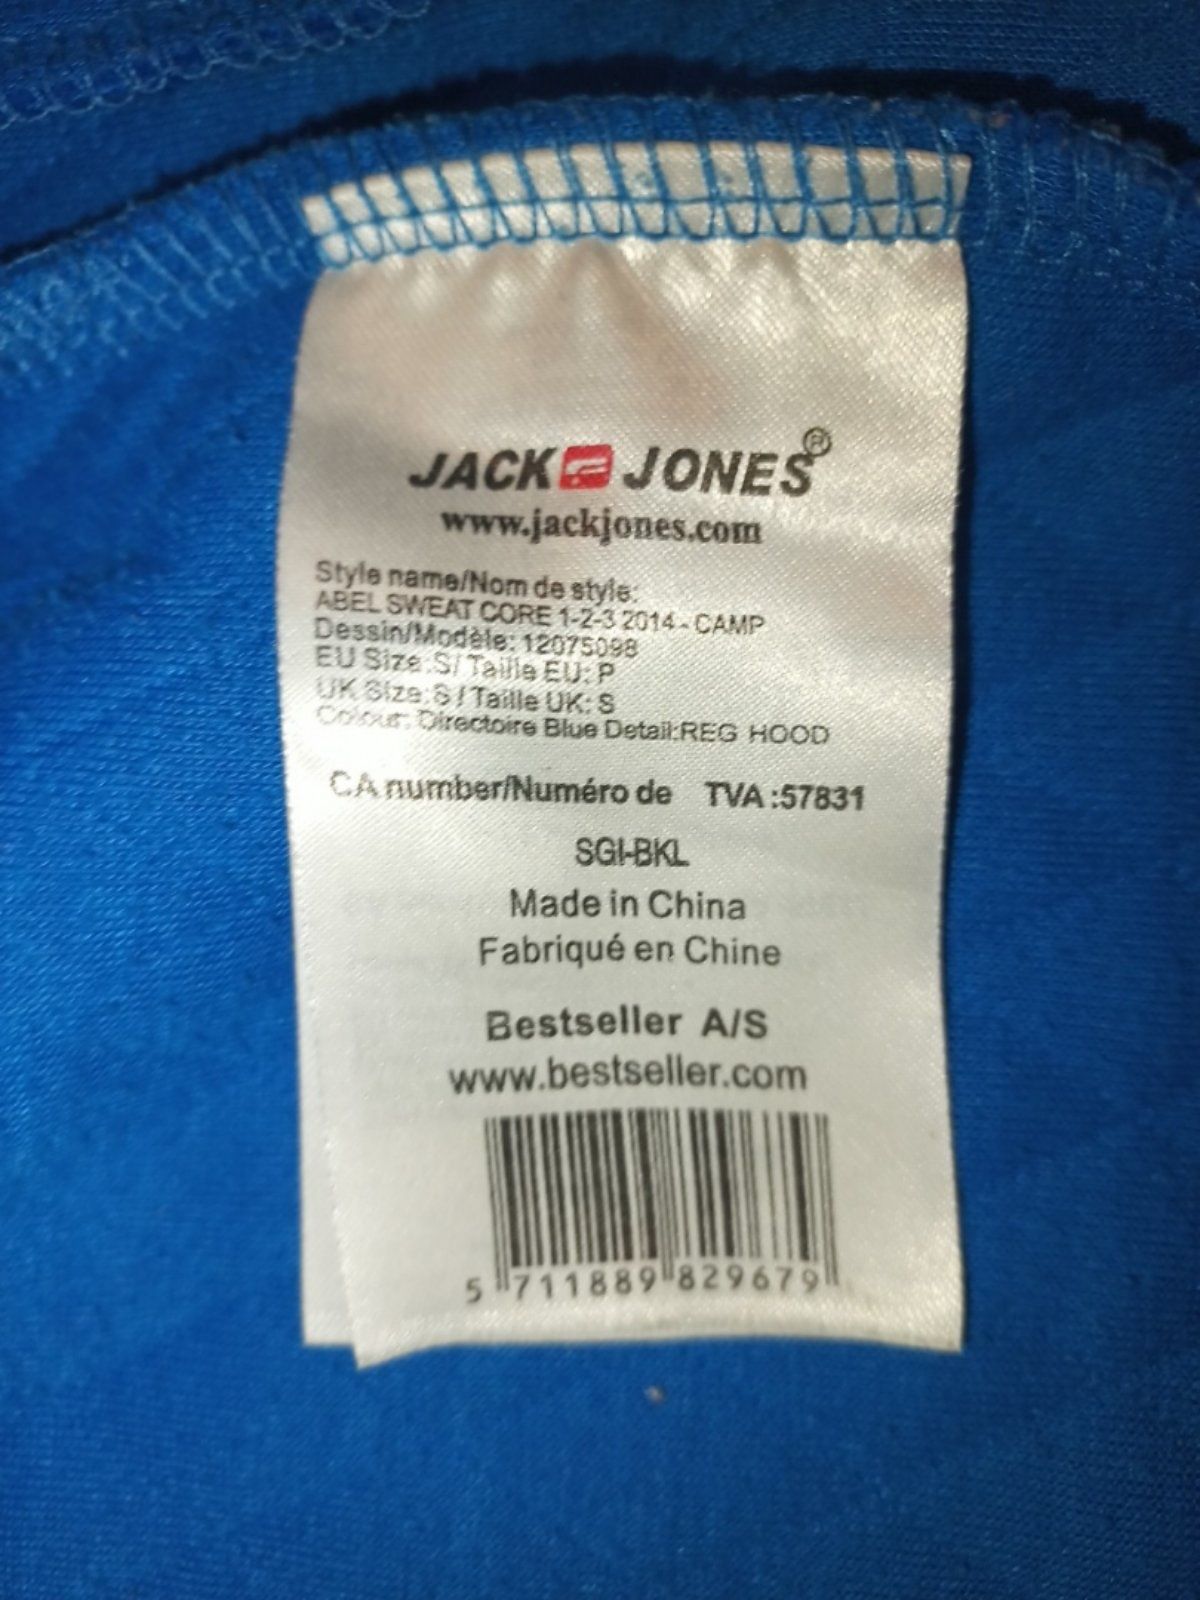 JACK JONES®
www.jackjones.com
Style name/Nom de style:
ABEL SWEAT CORE 1-2-3 2014 - CAMP
Dessin/Modèle: 12075098
EU Size:S/ Taille EU: P
UK Size:S / Taille UK: S
Colour: Directoire Blue Detail:REG HOOD
CA number/Numéro de TVA :57831
SGI-BKL
Made in China
Fabriqué en Chine
Bestseller A/S
www.bestseller.com
5 711889 829679